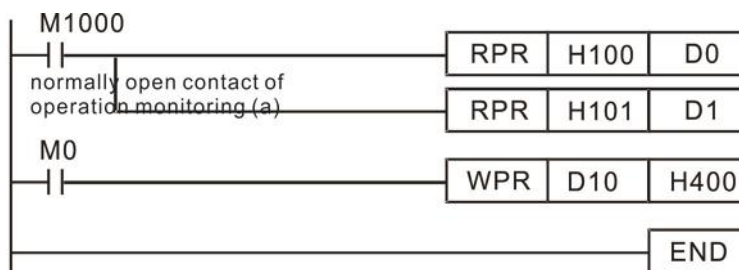 M1000
RPR H100 D0
normally open contact of
operation monitoring (a)
RPR H101 D1
M0
WPR D10 H400
END